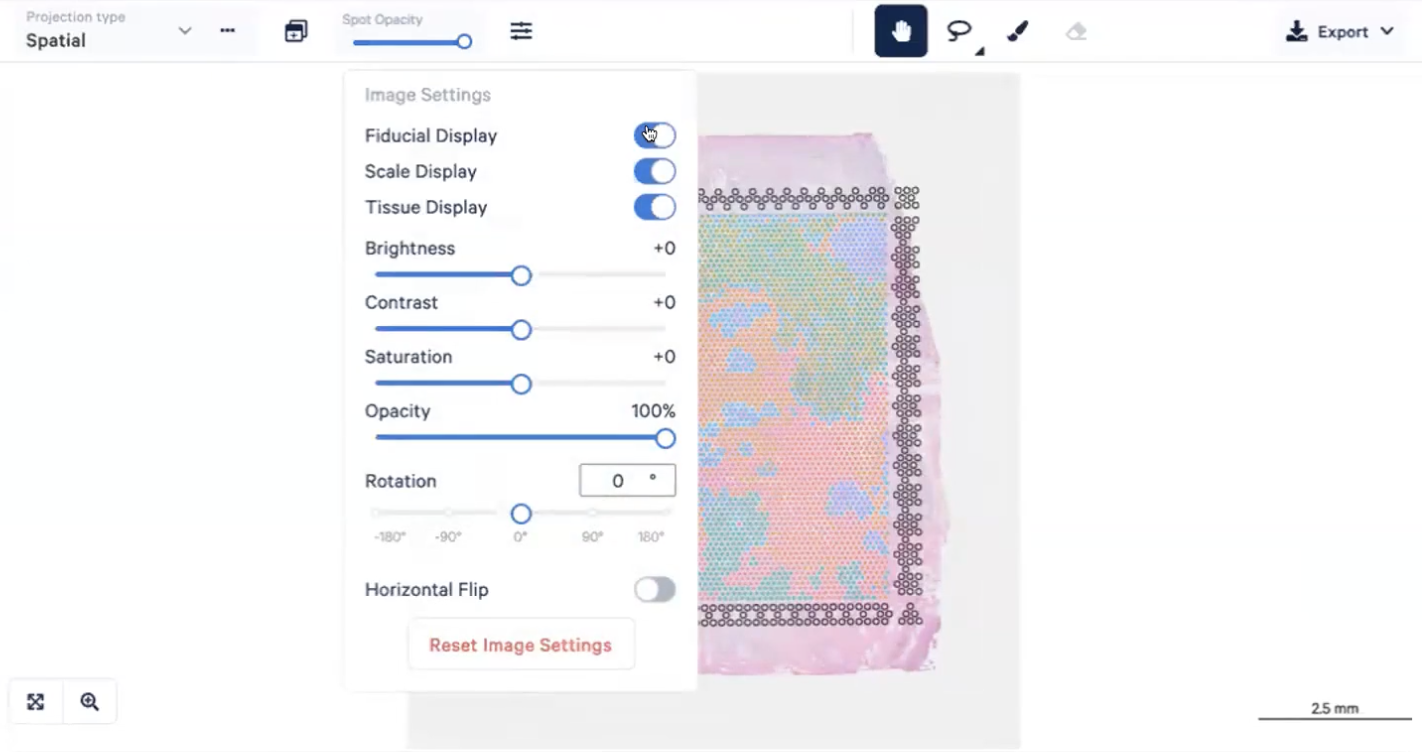 Projection type
Spatial
Spot Opacity
Export
Image Settings
Fiducial Display
Scale Display
Tissue Display
Brightness +0
Contrast +0
Saturation +0
Opacity 100%
Rotation 0 °
-180° -90° 0° 90° 180°
Horizontal Flip
Reset Image Settings
2.5 mm